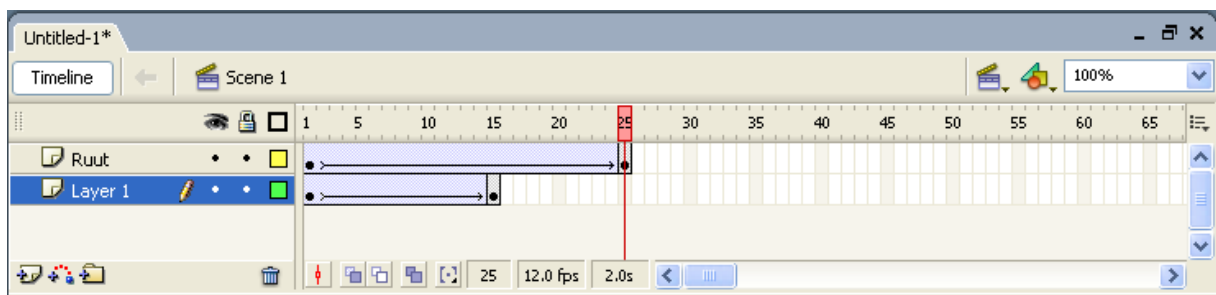 Untitled-1*
Timeline Scene 1 100%
1 5 10 15 20 25 30 35 40 45 50 55 60 65
Ruut
Layer 1
25 12.0 fps 2.0s